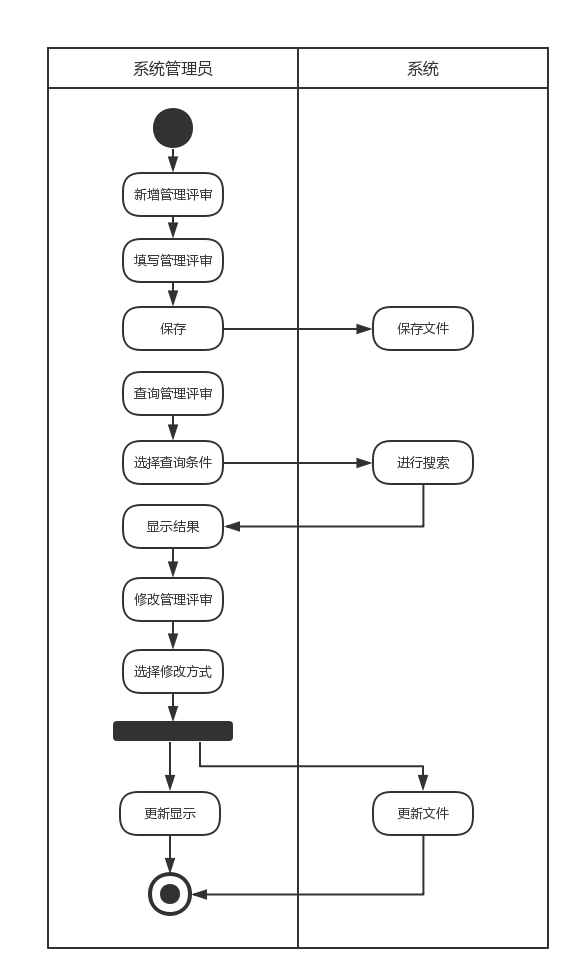 系统管理员
系统
新增管理评审
填写管理评审
保存
保存文件
查询管理评审
选择查询条件
进行搜索
显示结果
修改管理评审
选择修改方式
更新显示
更新文件